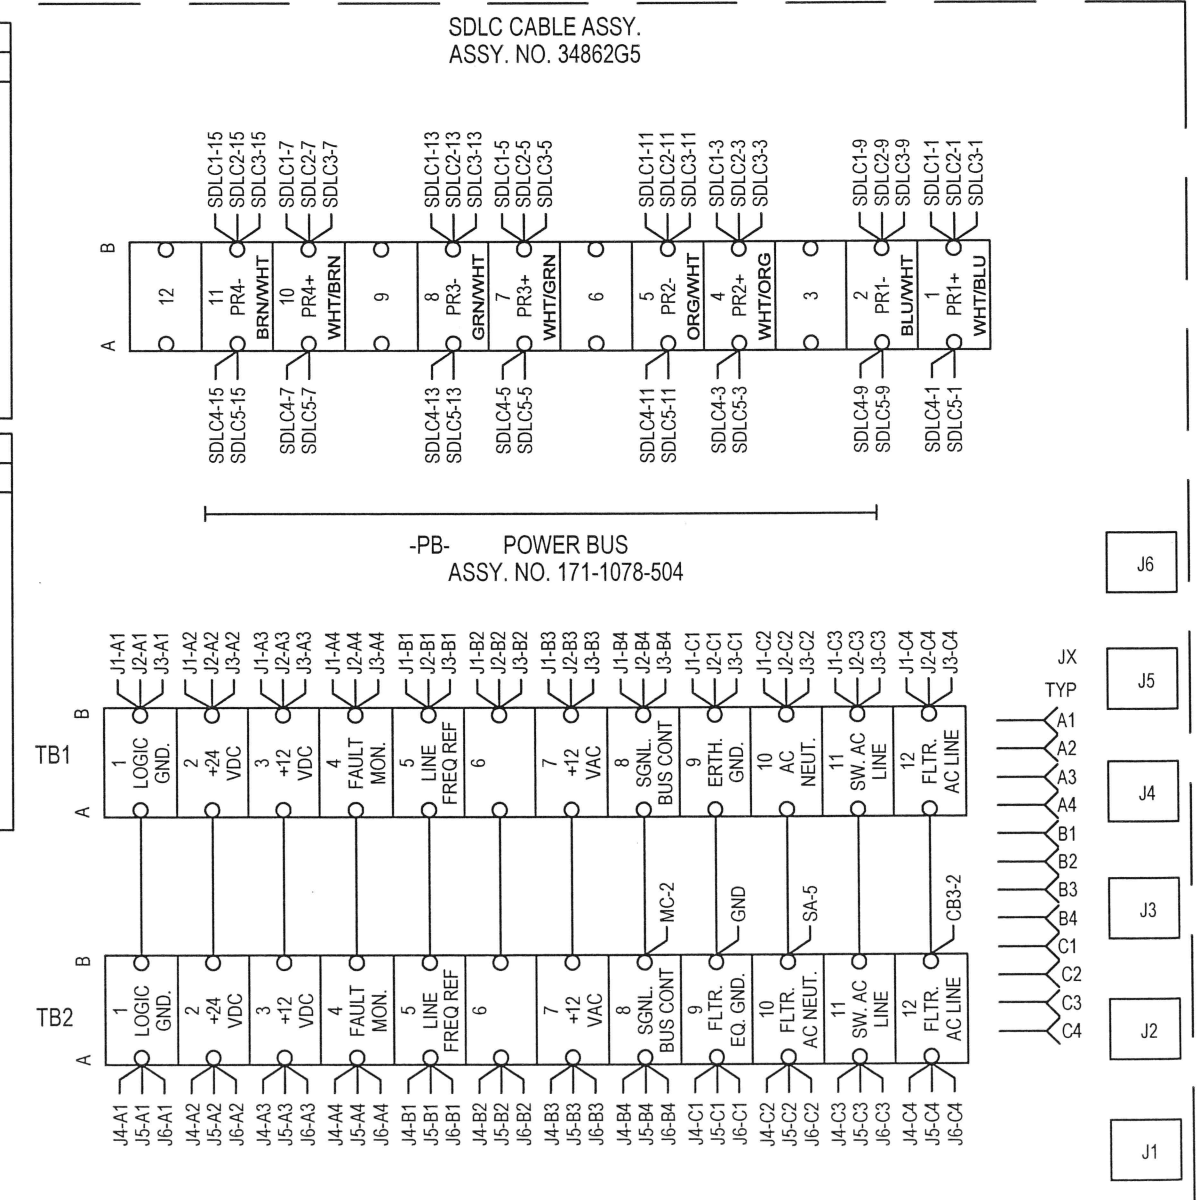 SDLC CABLE ASSY.
ASSY. NO. 34862G5
SDLC1-15
SDLC2-15
SDLC3-15
SDLC1-7
SDLC2-7
SDLC3-7
SDLC1-13
SDLC2-13
SDLC3-13
SDLC1-5
SDLC2-5
SDLC3-5
SDLC1-11
SDLC2-11
SDLC3-11
SDLC1-3
SDLC2-3
SDLC3-3
SDLC1-9
SDLC2-9
SDLC3-9
SDLC1-1
SDLC2-1
SDLC3-1
B
A
12
11
PR4-
BRN/WHT
10
PR4+
WHT/BRN
9
8
PR3-
GRN/WHT
7
PR3+
WHT/GRN
6
5
PR2-
ORG/WHT
4
PR2+
WHT/ORG
3
2
PR1-
BLU/WHT
1
PR1+
WHT/BLU
SDLC4-15
SDLC5-15
SDLC4-7
SDLC5-7
SDLC4-13
SDLC5-13
SDLC4-5
SDLC5-5
SDLC4-11
SDLC5-11
SDLC4-3
SDLC5-3
SDLC4-9
SDLC5-9
SDLC4-1
SDLC5-1
-PB- POWER BUS
ASSY. NO. 171-1078-504
J1-A1
J2-A1
J3-A1
J1-A2
J2-A2
J3-A2
J1-A3
J2-A3
J3-A3
J1-A4
J2-A4
J3-A4
J1-B1
J2-B1
J3-B1
J1-B2
J2-B2
J3-B2
J1-B3
J2-B3
J3-B3
J1-B4
J2-B4
J3-B4
J1-C1
J2-C1
J3-C1
J1-C2
J2-C2
J3-C2
J1-C3
J2-C3
J3-C3
J1-C4
J2-C4
J3-C4
TB1
B
A
1
LOGIC
GND.
2
+24
VDC
3
+12
VDC
4
FAULT
MON.
5
LINE
FREQ REF
6
7
+12
VAC
8
SGNL.
BUS CONT
9
ERTH.
GND.
10
AC
NEUT.
11
SW. AC
LINE
12
FLTR.
AC LINE
MC-2
GND
SA-5
CB3-2
TB2
B
A
1
LOGIC
GND.
2
+24
VDC
3
+12
VDC
4
FAULT
MON.
5
LINE
FREQ REF
6
7
+12
VAC
8
SGNL.
BUS CONT
9
FLTR.
EQ. GND.
10
FLTR.
AC NEUT.
11
SW. AC
LINE
12
FLTR.
AC LINE
J4-A1
J5-A1
J6-A1
J4-A2
J5-A2
J6-A2
J4-A3
J5-A3
J6-A3
J4-A4
J5-A4
J6-A4
J4-B1
J5-B1
J6-B1
J4-B2
J5-B2
J6-B2
J4-B3
J5-B3
J6-B3
J4-B4
J5-B4
J6-B4
J4-C1
J5-C1
J6-C1
J4-C2
J5-C2
J6-C2
J4-C3
J5-C3
J6-C3
J4-C4
J5-C4
J6-C4
JX
TYP
A1
A2
A3
A4
B1
B2
B3
B4
C1
C2
C3
C4
J6
J5
J4
J3
J2
J1